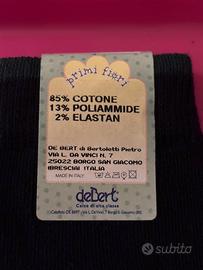 primi fiori
85% COTONE
13% POLIAMMIDE
2% ELASTAN
DE BERT di Bertoletti Pietro
VIA L. DA VINCI N. 7
25022 BORGO SAN GIACOMO
(BRESCIA) ITALIA
MADE IN ITALY
deBert
Calze di alta classe
subito